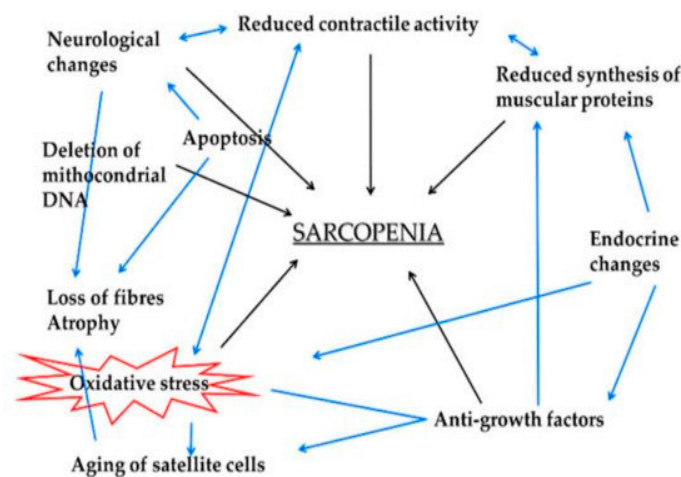 Neurological
changes
Reduced contractile activity
Reduced synthesis of
muscular proteins
Apoptosis
Deletion of
mithocondrial
DNA
SARCOPENIA
Endocrine
changes
Loss of fibres
Atrophy
Oxidative stress
Anti-growth factors
Aging of satellite cells